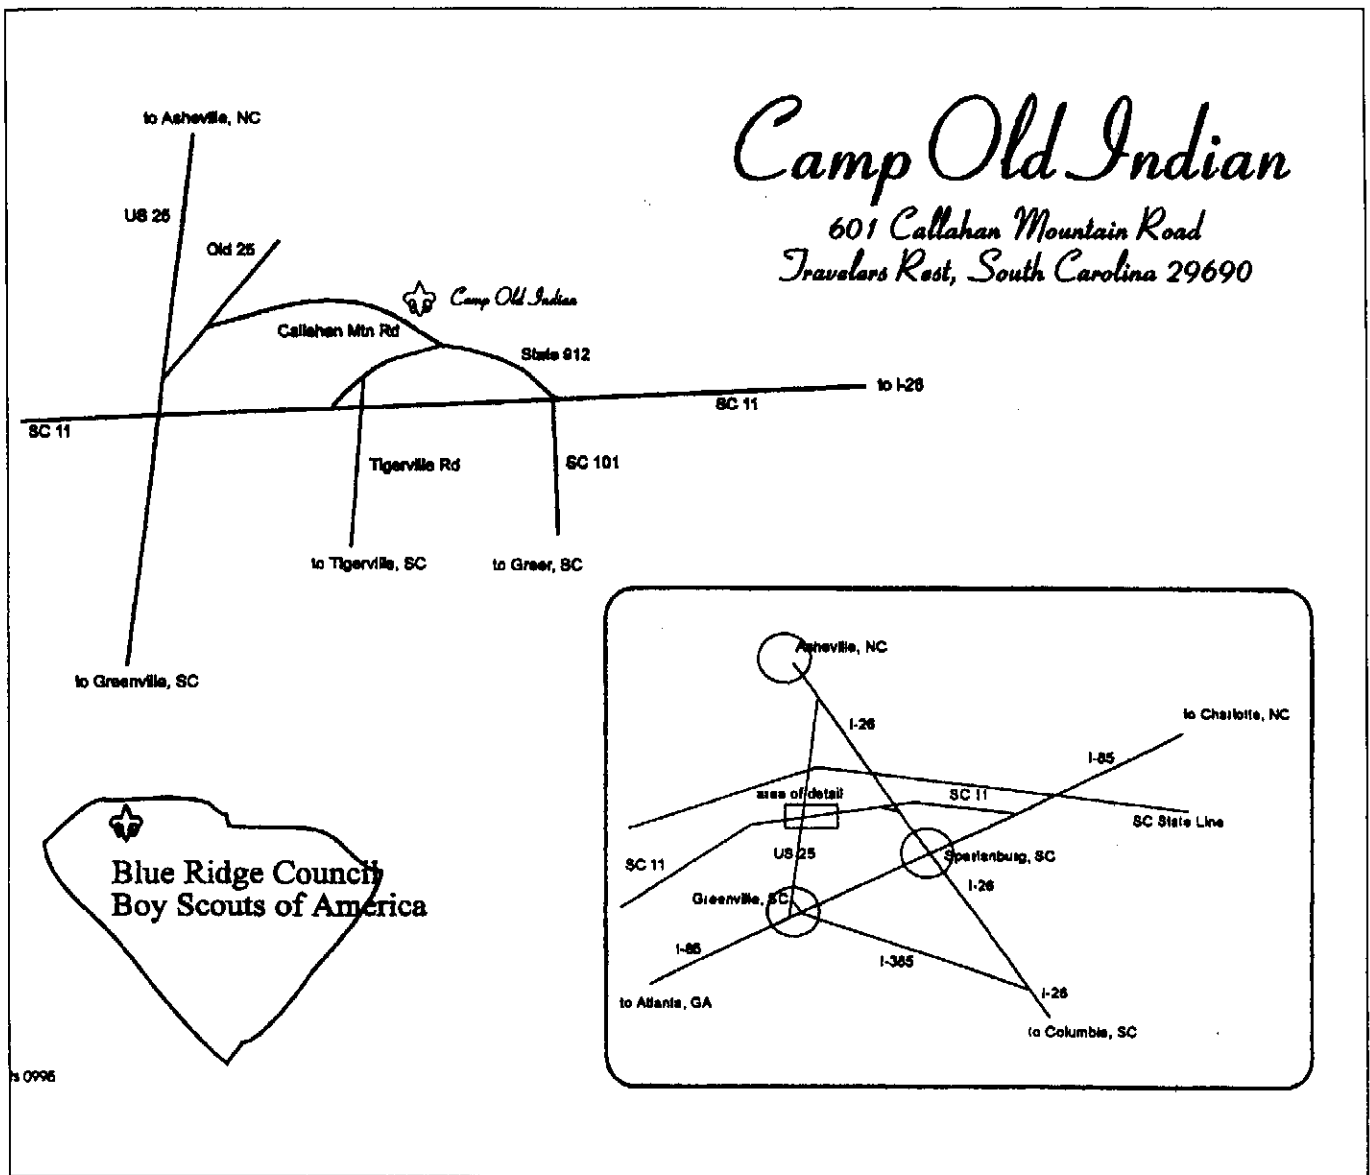 Camp Old Indian
601 Callahan Mountain Road
Travelers Rest, South Carolina 29690
to Asheville, NC
US 25
Old 25
Camp Old Indian
Callahan Mtn Rd
State 912
to I-26
SC 11
SC 11
Tigerville Rd
SC 101
to Tigerville, SC
to Greer, SC
to Greenville, SC
Asheville, NC
to Charlotte, NC
I-26
I-85
area of detail
SC 11
SC State Line
US 25
Spartanburg, SC
SC 11
I-26
Greenville, SC
I-85
I-385
I-26
to Atlanta, GA
to Columbia, SC
Blue Ridge Council
Boy Scouts of America